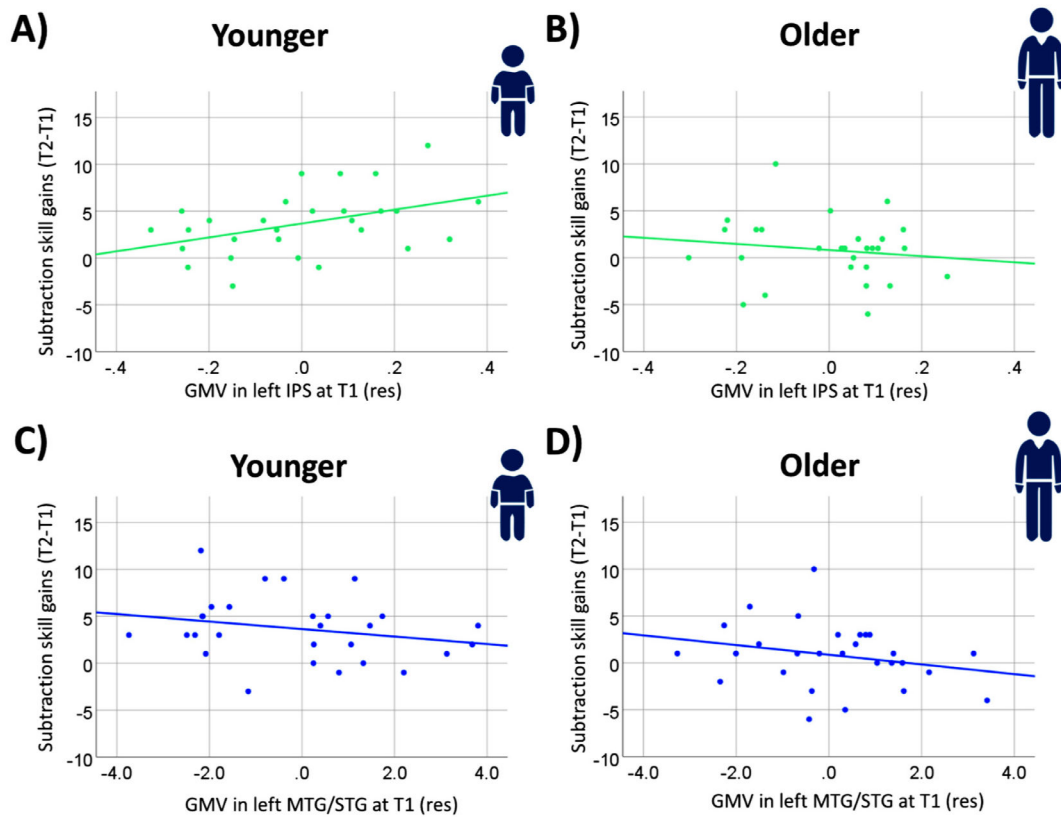 A)
Younger
Subtraction skill gains (T2-T1)
15
10
5
0
-5
-10
-.4
-.2
.0
.2
.4
GMV in left IPS at T1 (res)
B)
Older
Subtraction skill gains (T2-T1)
15
10
5
0
-5
-10
-.4
-.2
.0
.2
.4
GMV in left IPS at T1 (res)
C)
Younger
Subtraction skill gains (T2-T1)
15
10
5
0
-5
-10
-4.0
-2.0
.0
2.0
4.0
GMV in left MTG/STG at T1 (res)
D)
Older
Subtraction skill gains (T2-T1)
15
10
5
0
-5
-10
-4.0
-2.0
.0
2.0
4.0
GMV in left MTG/STG at T1 (res)